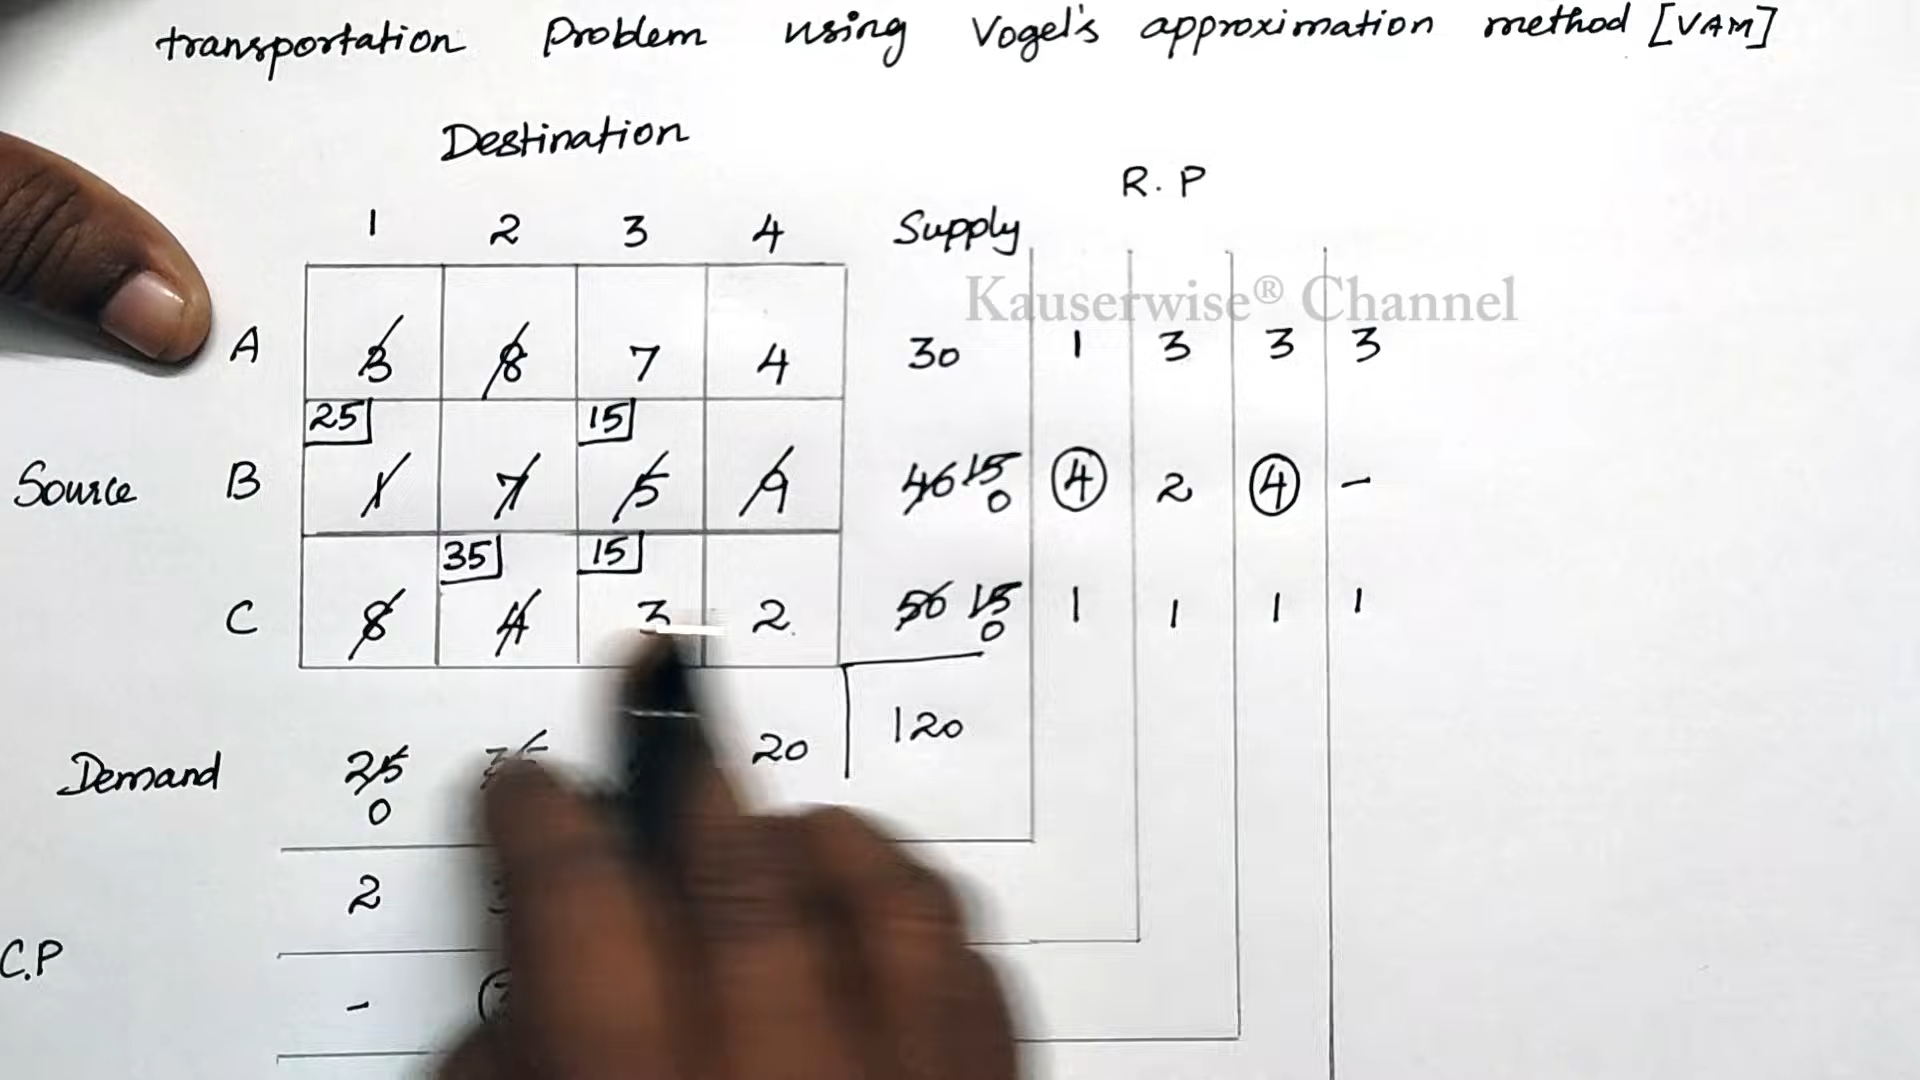 transportation Problem using Vogel's approximation method [VAM]
Destination
R.P
1 2 3 4 Supply
Kauserwise® Channel
A 3 8 7 4 30 1 3 3 3
25 15
Source B 1 7 5 9 40 15 0 4 2 4 -
35 15
C 8 4 3 2 50 15 0 1 1 1 1
Demand 25 0 20 120
2
C.P
-